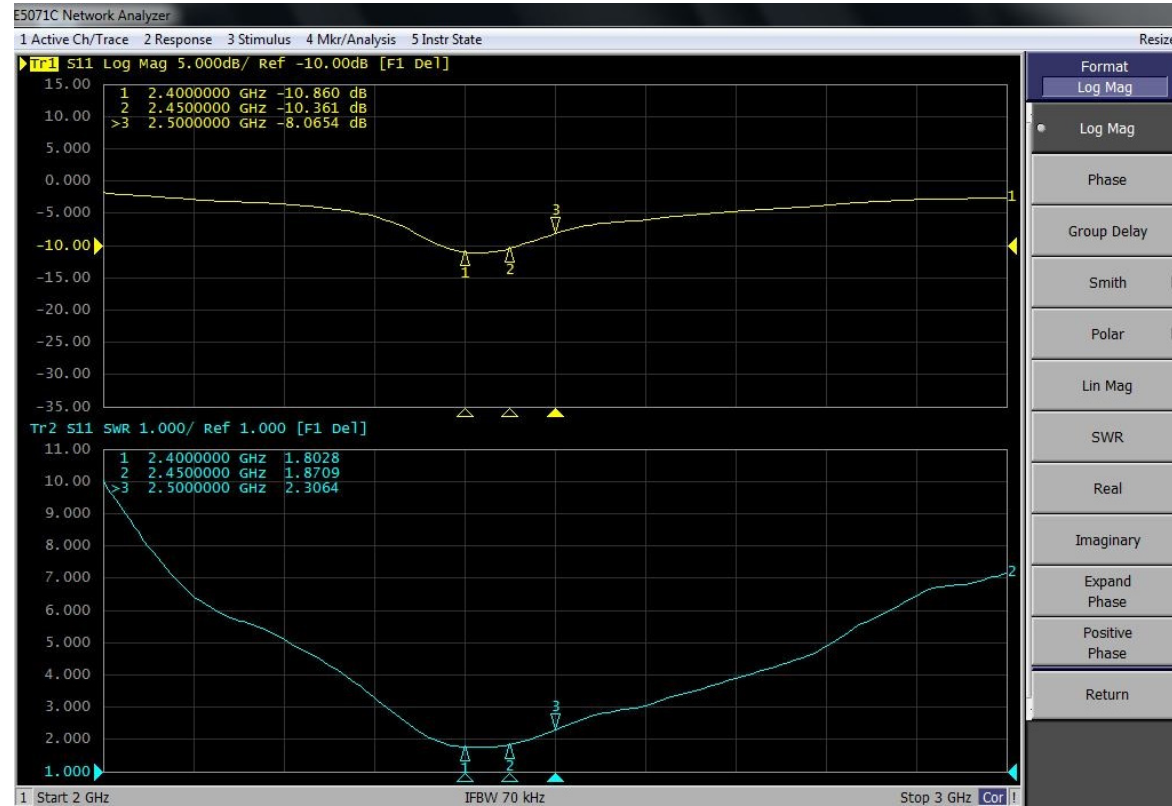 E5071C Network Analyzer
1 Active Ch/Trace 2 Response 3 Stimulus 4 Mkr/Analysis 5 Instr State
Resize
Tr1 S11 Log Mag 5.000dB/ Ref -10.00dB [F1 Del]
15.00
10.00
5.000
0.000
-5.000
-10.00
-15.00
-20.00
-25.00
-30.00
-35.00
1 2.4000000 GHz -10.860 dB
2 2.4500000 GHz -10.361 dB
>3 2.5000000 GHz -8.0654 dB
1
2
3
1
Tr2 S11 SWR 1.000/ Ref 1.000 [F1 Del]
11.00
10.00
9.000
8.000
7.000
6.000
5.000
4.000
3.000
2.000
1.000
1 2.4000000 GHz 1.8028
2 2.4500000 GHz 1.8709
>3 2.5000000 GHz 2.3064
1
2
3
2
1 Start 2 GHz
IFBW 70 kHz
Stop 3 GHz Cor !
Format
Log Mag
Log Mag
Phase
Group Delay
Smith
Polar
Lin Mag
SWR
Real
Imaginary
Expand
Phase
Positive
Phase
Return